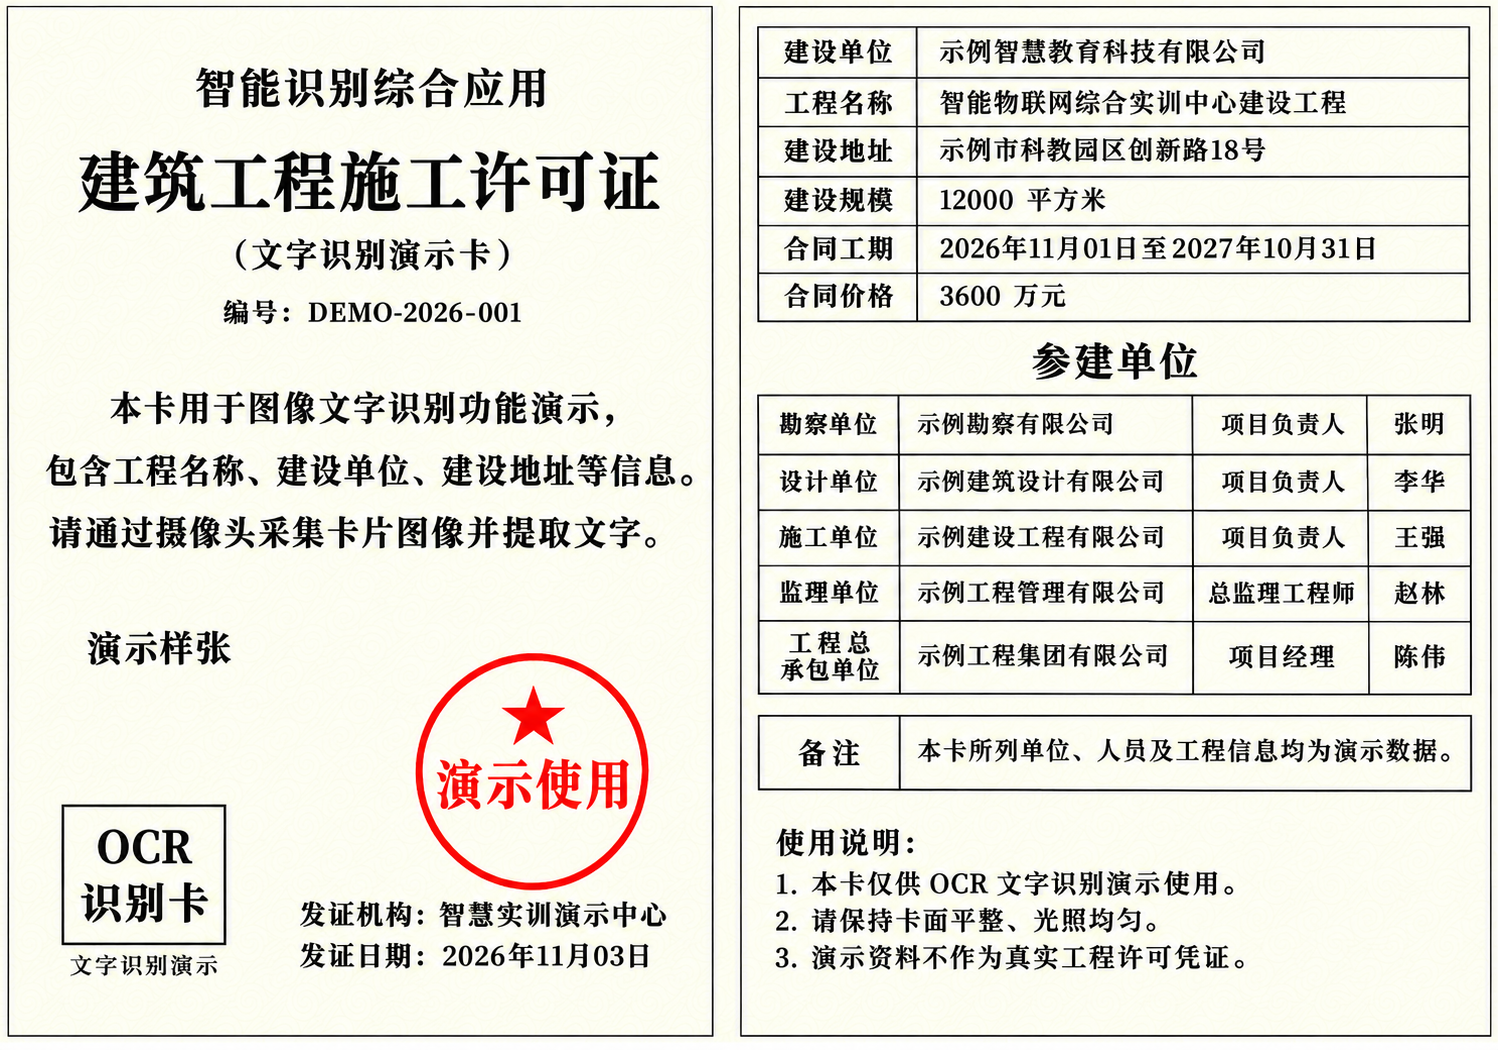 智能识别综合应用
建筑工程施工许可证
（文字识别演示卡）
编号：DEMO-2026-001
本卡用于图像文字识别功能演示，
包含工程名称、建设单位、建设地址等信息。
请通过摄像头采集卡片图像并提取文字。
演示样张
演示使用
OCR
识别卡
文字识别演示
发证机构：智慧实训演示中心
发证日期：2026年11月03日
建设单位 示例智慧教育科技有限公司
工程名称 智能物联网综合实训中心建设工程
建设地址 示例市科教园区创新路18号
建设规模 12000 平方米
合同工期 2026年11月01日至2027年10月31日
合同价格 3600 万元
参建单位
勘察单位 示例勘察有限公司 项目负责人 张明
设计单位 示例建筑设计有限公司 项目负责人 李华
施工单位 示例建设工程有限公司 项目负责人 王强
监理单位 示例工程管理有限公司 总监理工程师 赵林
工程总
承包单位 示例工程集团有限公司 项目经理 陈伟
备注 本卡所列单位、人员及工程信息均为演示数据。
使用说明：
1. 本卡仅供 OCR 文字识别演示使用。
2. 请保持卡面平整、光照均匀。
3. 演示资料不作为真实工程许可凭证。